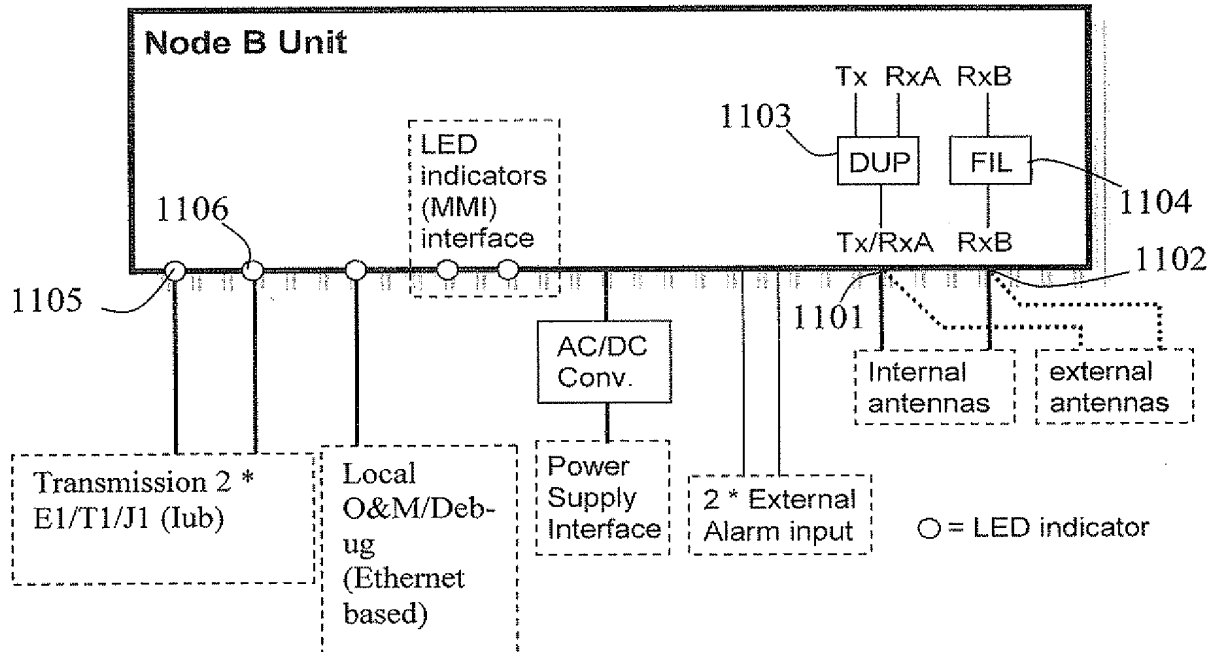 Node B Unit
Tx RxA RxB
1103
LED
indicators
(MMI)
interface
DUP
FIL
1104
1106
Tx/RxA RxB
1102
1105
1101
AC/DC
Conv.
Internal
antennas
external
antennas
Transmission 2 *
E1/T1/J1 (Iub)
Local
O&M/Deb-
ug
(Ethernet
based)
Power
Supply
Interface
2 * External
Alarm input
= LED indicator